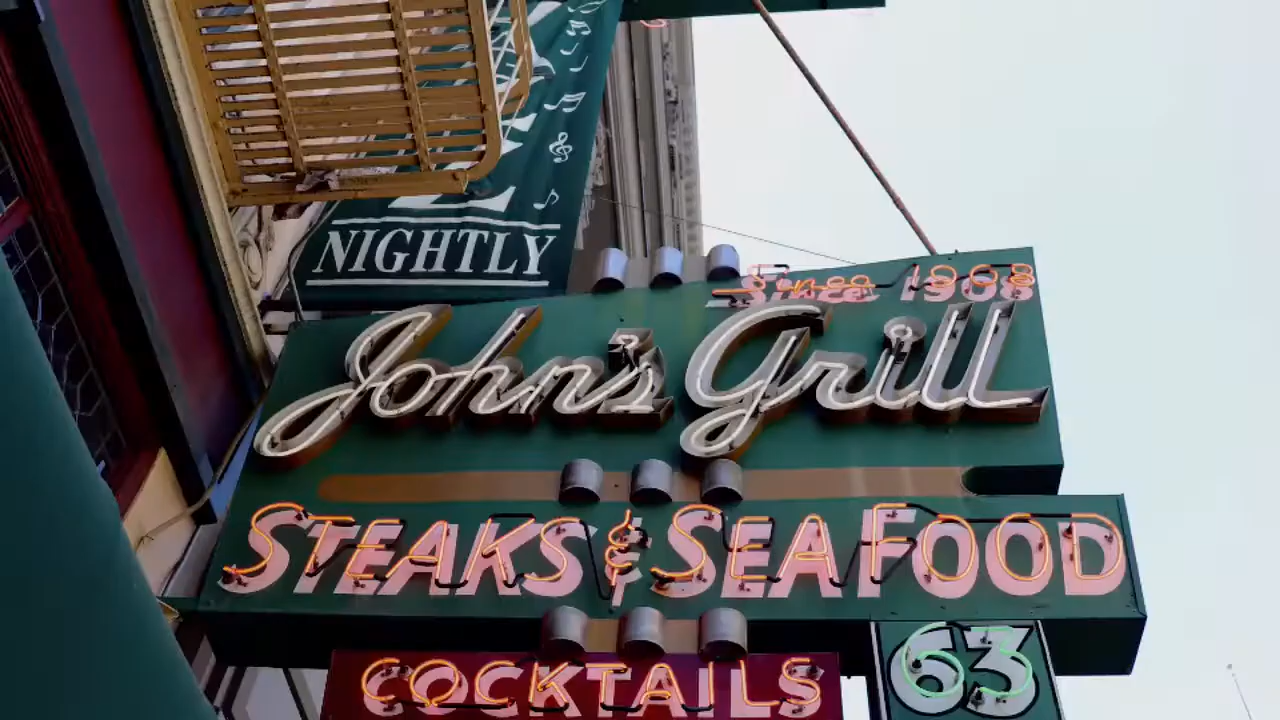 NIGHTLY
Since 1908
John's Grill
STEAKS & SEAFOOD
COCKTAILS
63